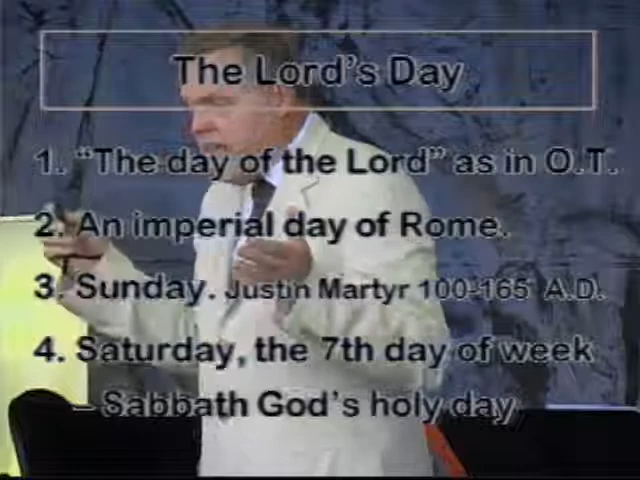 The Lord's Day
1. "The day of the Lord" as in O.T.
2. An imperial day of Rome.
3. Sunday. Justin Martyr 100-165 A.D.
4. Saturday, the 7th day of week
– Sabbath God's holy day